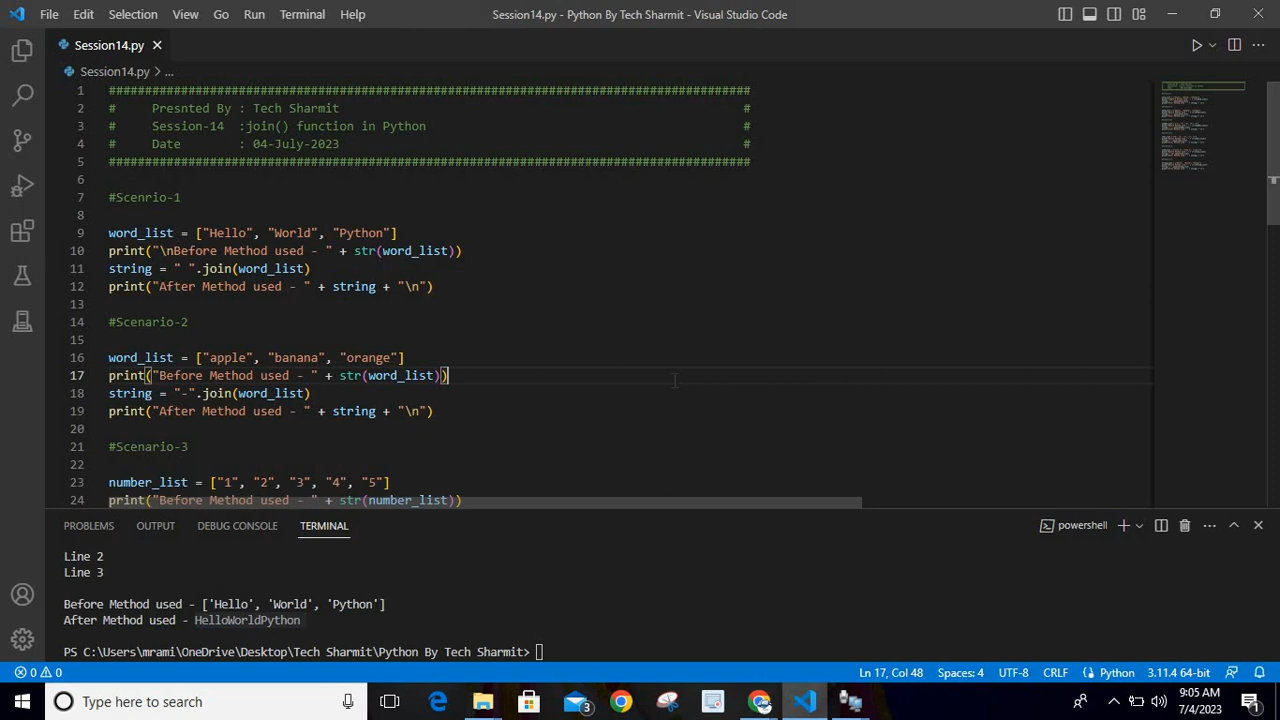 File Edit Selection View Go Run Terminal Help Session14.py - Python By Tech Sharmit - Visual Studio Code
Session14.py
Session14.py > ...
1 #########################################################################################
2 # Presnted By : Tech Sharmit #
3 # Session-14 :join() function in Python #
4 # Date : 04-July-2023 #
5 #########################################################################################
6
7 #Scenrio-1
8
9 word_list = ["Hello", "World", "Python"]
10 print("\nBefore Method used - " + str(word_list))
11 string = " ".join(word_list)
12 print("After Method used - " + string + "\n")
13
14 #Scenario-2
15
16 word_list = ["apple", "banana", "orange"]
17 print("Before Method used - " + str(word_list))
18 string = "-".join(word_list)
19 print("After Method used - " + string + "\n")
20
21 #Scenario-3
22
23 number_list = ["1", "2", "3", "4", "5"]
24 print("Before Method used - " + str(number_list))
PROBLEMS OUTPUT DEBUG CONSOLE TERMINAL powershell
Line 2
Line 3
Before Method used - ['Hello', 'World', 'Python']
After Method used - HelloWorldPython
PS C:\Users\mrami\OneDrive\Desktop\Tech Sharmit\Python By Tech Sharmit>
0 0 Ln 17, Col 48 Spaces: 4 UTF-8 CRLF Python 3.11.4 64-bit
Type here to search 3 9:05 AM
7/4/2023 1